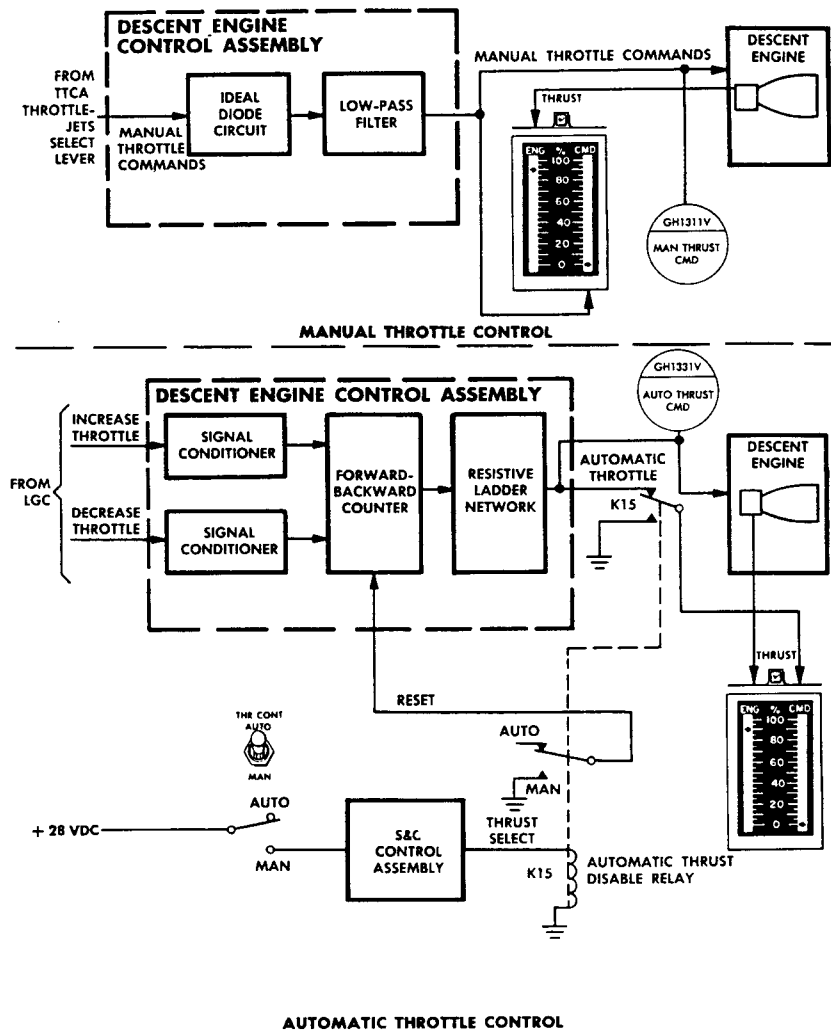 DESCENT ENGINE
CONTROL ASSEMBLY
FROM
TTCA
THROTTLE-
JETS
SELECT
LEVER
MANUAL
THROTTLE
COMMANDS
IDEAL
DIODE
CIRCUIT
LOW-PASS
FILTER
MANUAL THROTTLE COMMANDS
DESCENT
ENGINE
THRUST
ENG % CMD
100
80
60
40
20
0
GH1311V
MAN THRUST
CMD
MANUAL THROTTLE CONTROL
GH1331V
AUTO THRUST
CMD
DESCENT ENGINE CONTROL ASSEMBLY
FROM
LGC
INCREASE
THROTTLE
DECREASE
THROTTLE
SIGNAL
CONDITIONER
SIGNAL
CONDITIONER
FORWARD-
BACKWARD
COUNTER
RESISTIVE
LADDER
NETWORK
AUTOMATIC
THROTTLE
K15
DESCENT
ENGINE
THRUST
ENG % CMD
100
80
60
40
20
0
RESET
THR CONT
AUTO
MAN
AUTO
MAN
+ 28 VDC
AUTO
MAN
S&C
CONTROL
ASSEMBLY
THRUST
SELECT
K15
AUTOMATIC THRUST
DISABLE RELAY
AUTOMATIC THROTTLE CONTROL